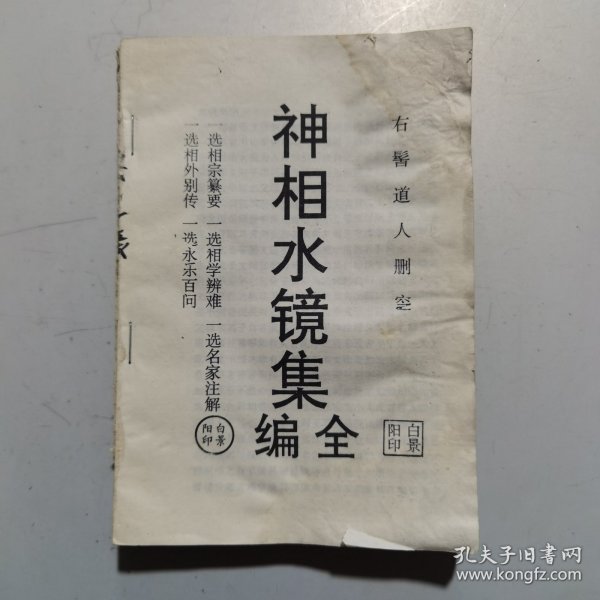 右髻道人删空
神相水镜集
全编
一选相宗纂要 一选相学辨难 一选名家注解
一选相外别传 一选永乐百问
白景阳印
白景阳印
孔夫子旧书网
www.kongfz.com